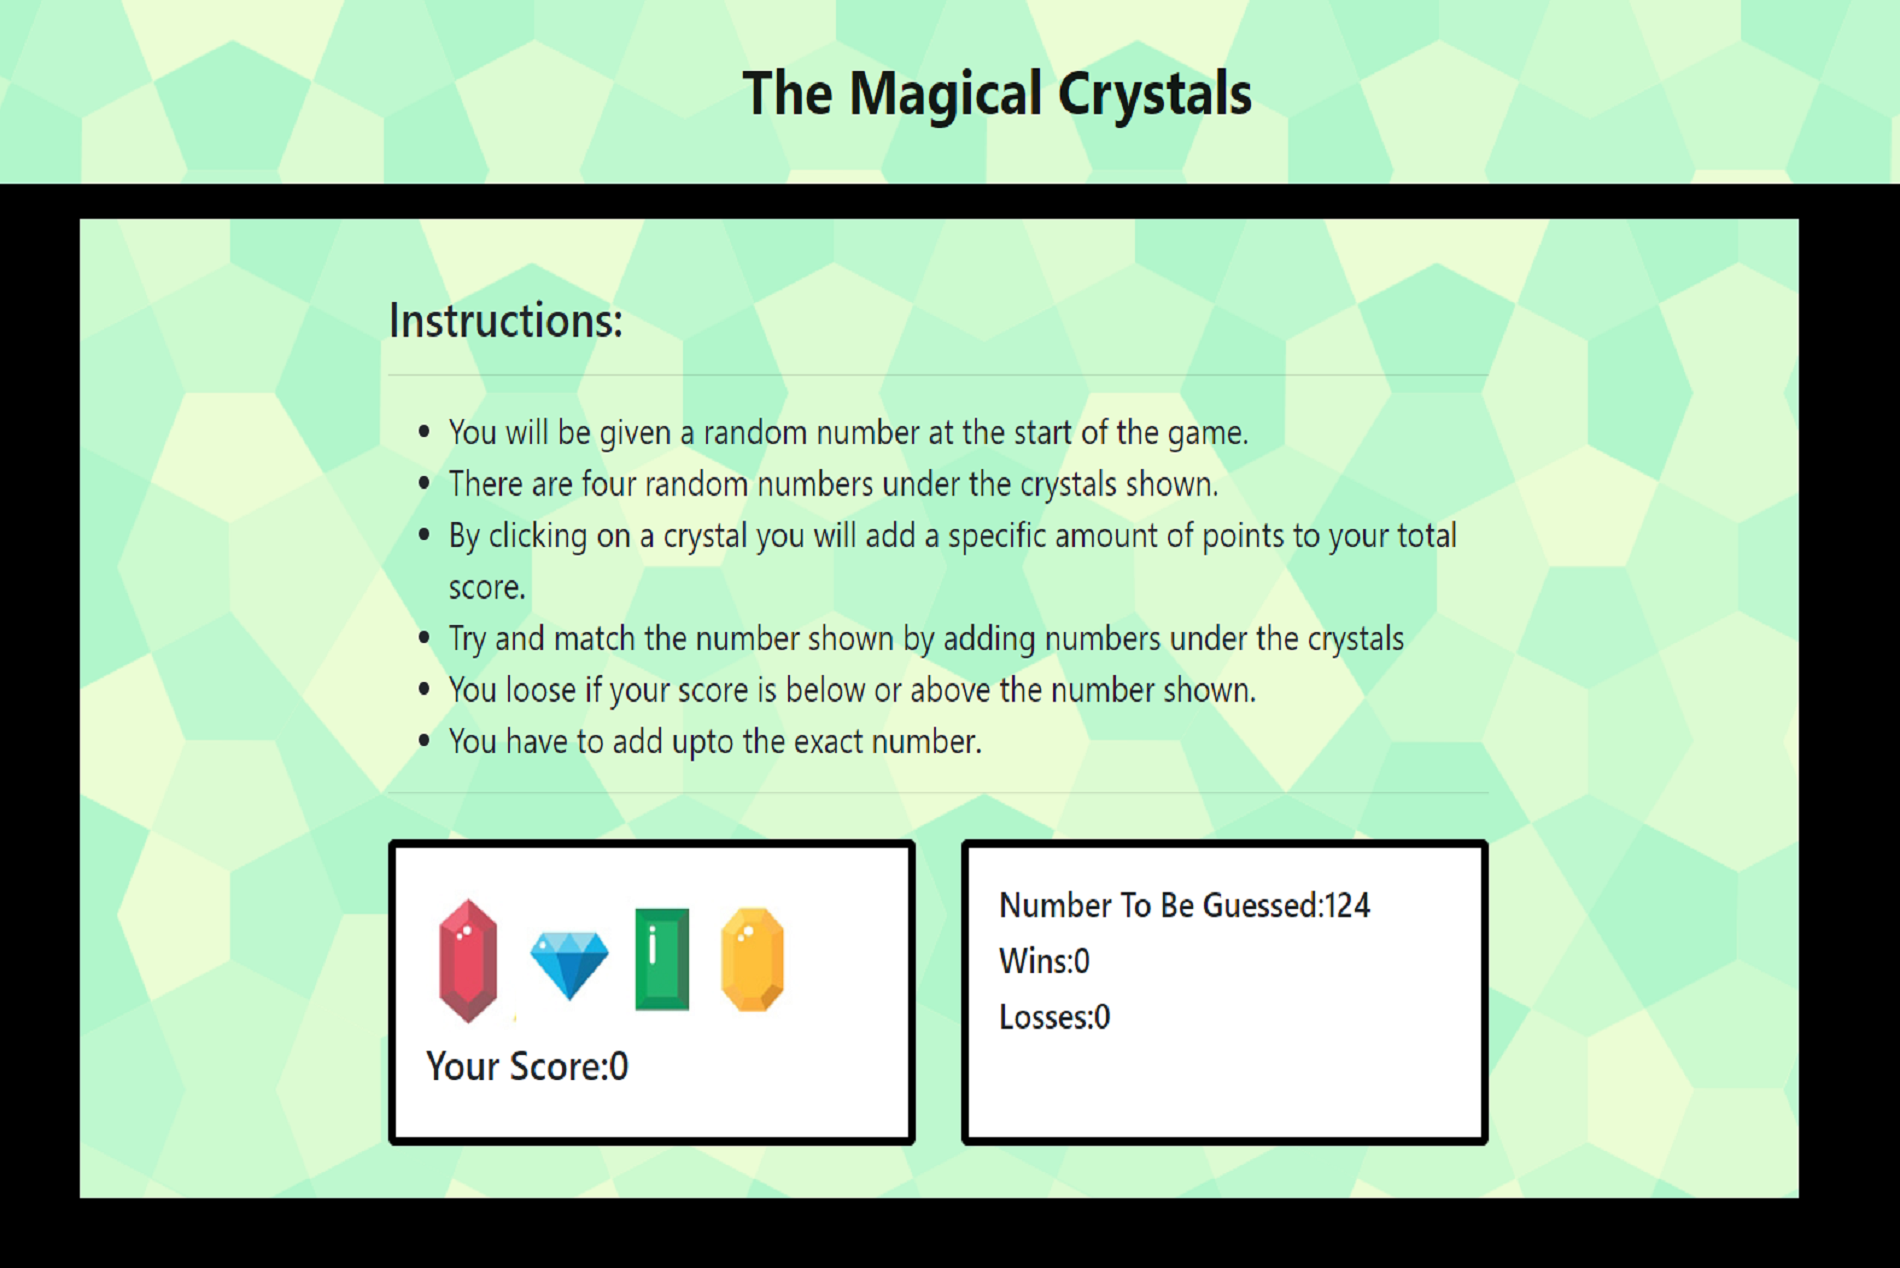 The Magical Crystals
Instructions:
• You will be given a random number at the start of the game.
• There are four random numbers under the crystals shown.
• By clicking on a crystal you will add a specific amount of points to your total
score.
• Try and match the number shown by adding numbers under the crystals
• You loose if your score is below or above the number shown.
• You have to add upto the exact number.
Your Score:0
Number To Be Guessed:124
Wins:0
Losses:0